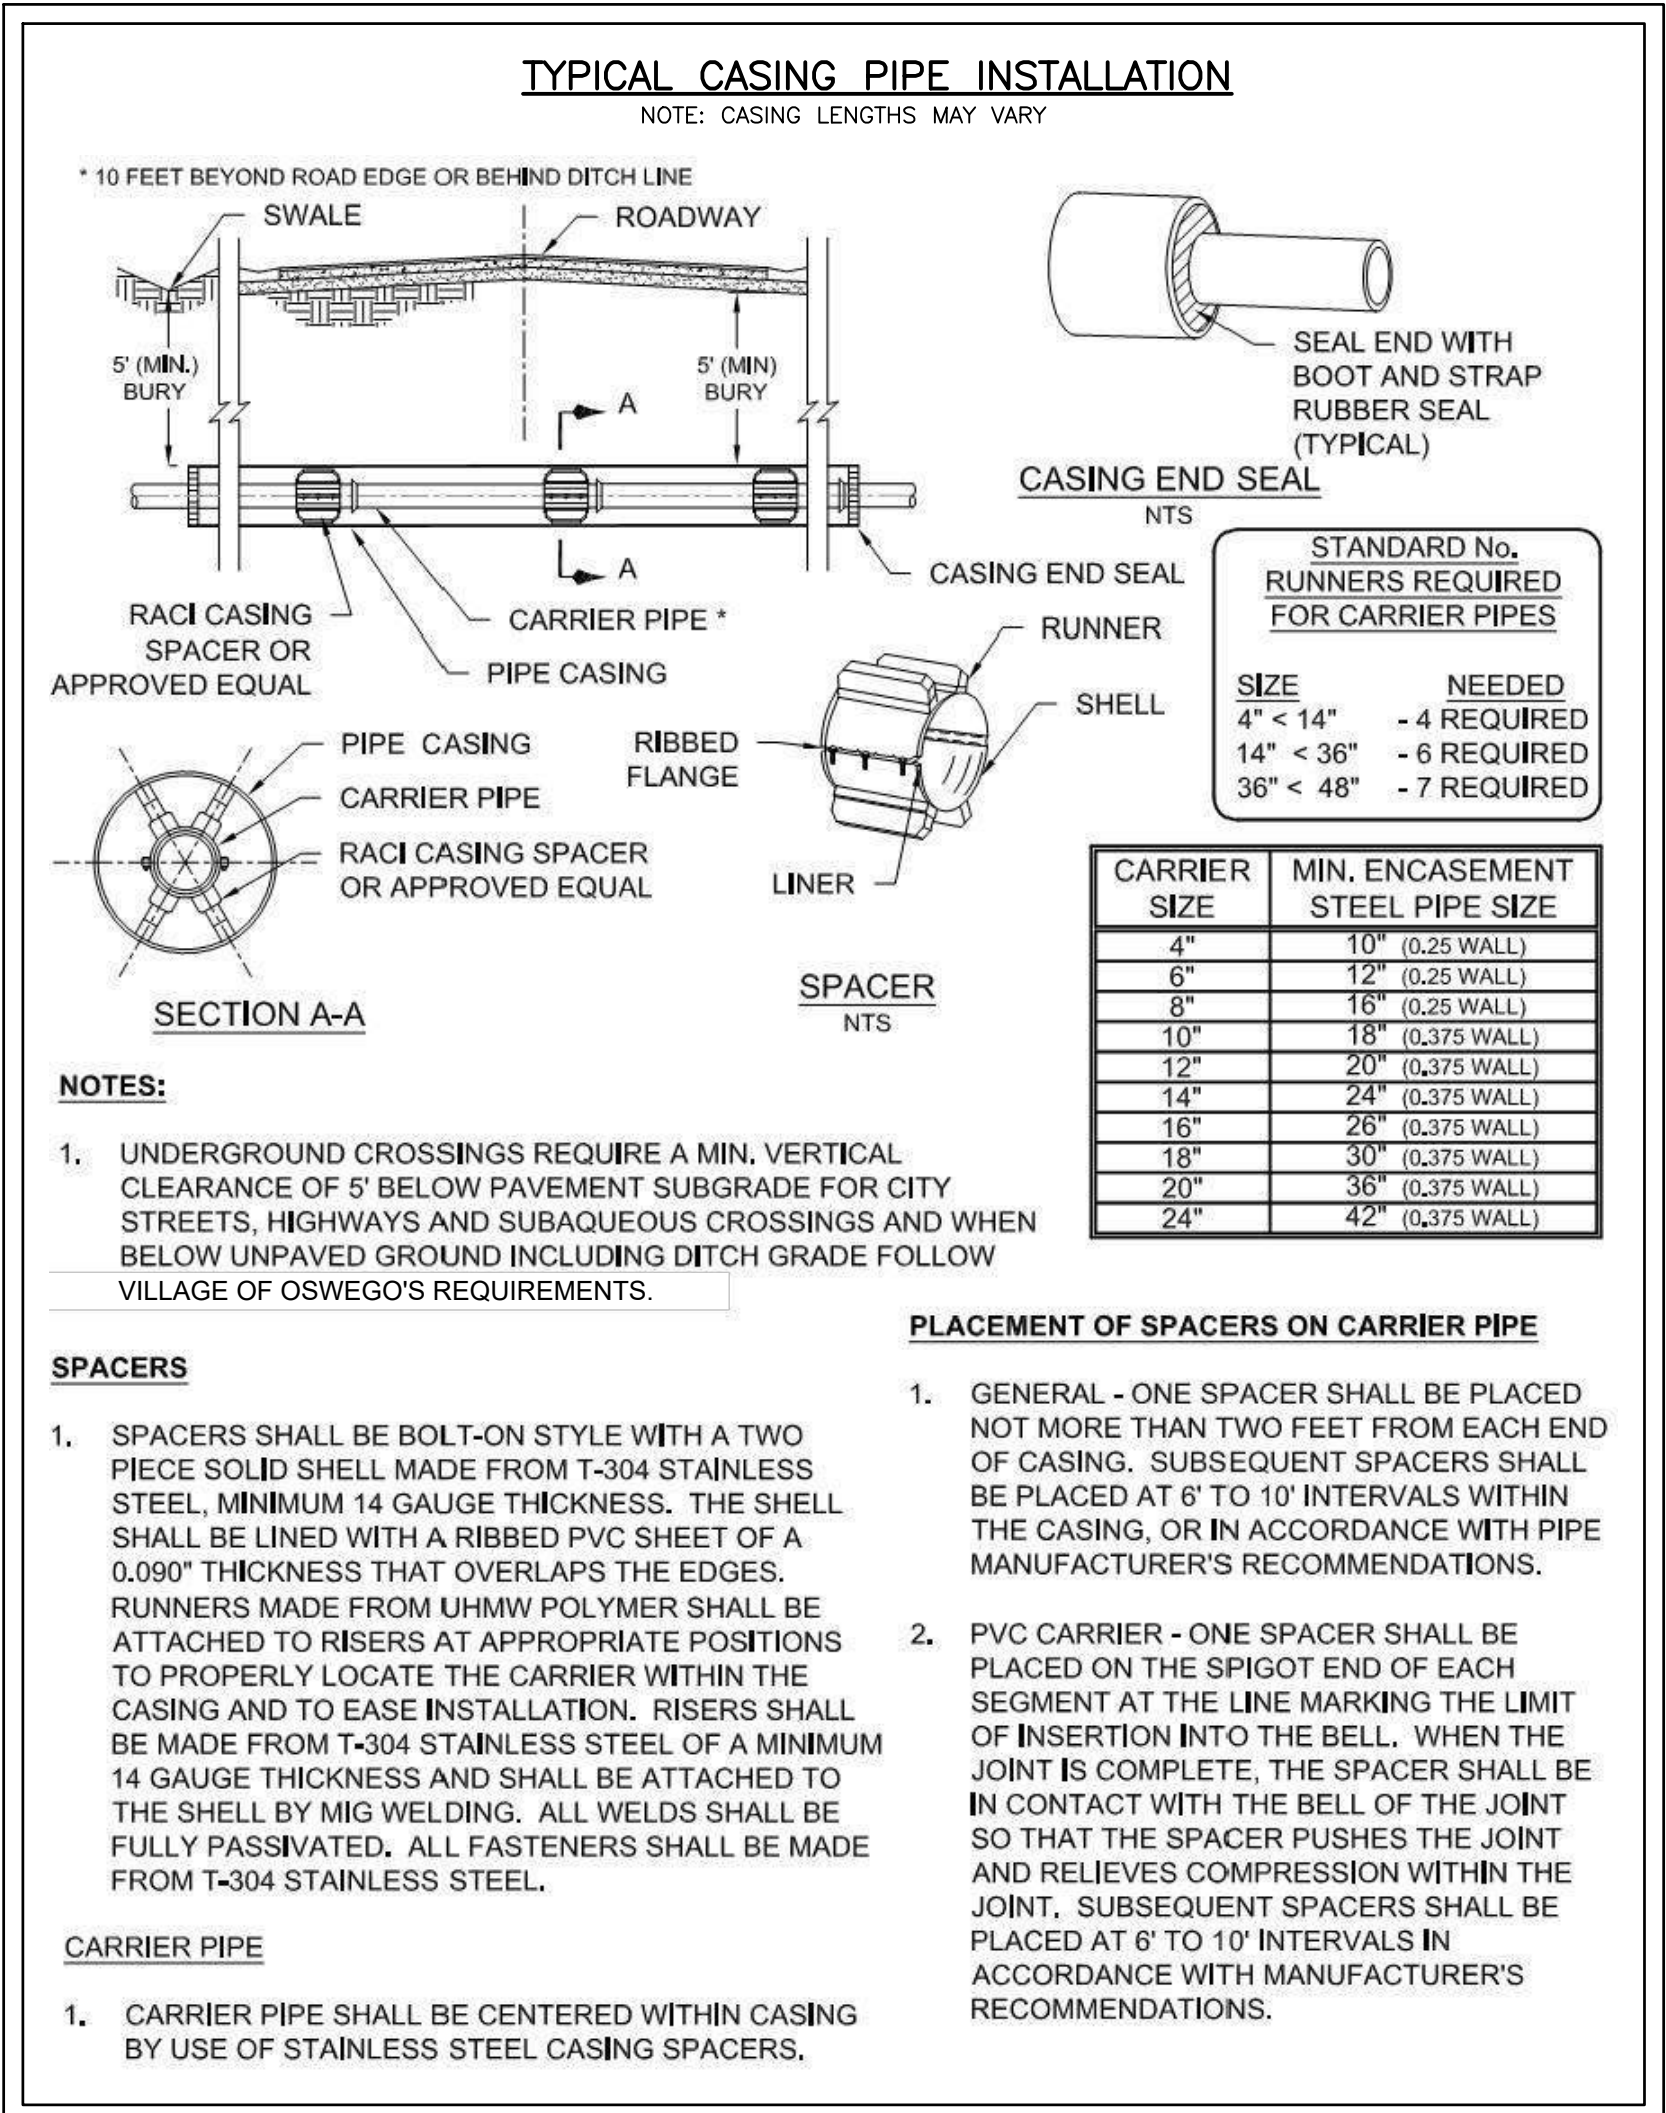 TYPICAL CASING PIPE INSTALLATION
NOTE: CASING LENGTHS MAY VARY
* 10 FEET BEYOND ROAD EDGE OR BEHIND DITCH LINE
SWALE
ROADWAY
5' (MIN.)
BURY
5' (MIN)
BURY
A
A
SEAL END WITH
BOOT AND STRAP
RUBBER SEAL
(TYPICAL)
CASING END SEAL
NTS
CASING END SEAL
RACI CASING
SPACER OR
APPROVED EQUAL
CARRIER PIPE *
PIPE CASING
STANDARD No.
RUNNERS REQUIRED
FOR CARRIER PIPES
SIZE NEEDED
4" < 14" - 4 REQUIRED
14" < 36" - 6 REQUIRED
36" < 48" - 7 REQUIRED
RUNNER
SHELL
RIBBED
FLANGE
LINER
SPACER
NTS
PIPE CASING
CARRIER PIPE
RACI CASING SPACER
OR APPROVED EQUAL
SECTION A-A
CARRIER MIN. ENCASEMENT
SIZE STEEL PIPE SIZE
4" 10" (0.25 WALL)
6" 12" (0.25 WALL)
8" 16" (0.25 WALL)
10" 18" (0.375 WALL)
12" 20" (0.375 WALL)
14" 24" (0.375 WALL)
16" 26" (0.375 WALL)
18" 30" (0.375 WALL)
20" 36" (0.375 WALL)
24" 42" (0.375 WALL)
NOTES:
1. UNDERGROUND CROSSINGS REQUIRE A MIN. VERTICAL
CLEARANCE OF 5' BELOW PAVEMENT SUBGRADE FOR CITY
STREETS, HIGHWAYS AND SUBAQUEOUS CROSSINGS AND WHEN
BELOW UNPAVED GROUND INCLUDING DITCH GRADE FOLLOW
VILLAGE OF OSWEGO'S REQUIREMENTS.
SPACERS
1. SPACERS SHALL BE BOLT-ON STYLE WITH A TWO
PIECE SOLID SHELL MADE FROM T-304 STAINLESS
STEEL, MINIMUM 14 GAUGE THICKNESS. THE SHELL
SHALL BE LINED WITH A RIBBED PVC SHEET OF A
0.090" THICKNESS THAT OVERLAPS THE EDGES.
RUNNERS MADE FROM UHMW POLYMER SHALL BE
ATTACHED TO RISERS AT APPROPRIATE POSITIONS
TO PROPERLY LOCATE THE CARRIER WITHIN THE
CASING AND TO EASE INSTALLATION. RISERS SHALL
BE MADE FROM T-304 STAINLESS STEEL OF A MINIMUM
14 GAUGE THICKNESS AND SHALL BE ATTACHED TO
THE SHELL BY MIG WELDING. ALL WELDS SHALL BE
FULLY PASSIVATED. ALL FASTENERS SHALL BE MADE
FROM T-304 STAINLESS STEEL.
CARRIER PIPE
1. CARRIER PIPE SHALL BE CENTERED WITHIN CASING
BY USE OF STAINLESS STEEL CASING SPACERS.
PLACEMENT OF SPACERS ON CARRIER PIPE
1. GENERAL - ONE SPACER SHALL BE PLACED
NOT MORE THAN TWO FEET FROM EACH END
OF CASING. SUBSEQUENT SPACERS SHALL
BE PLACED AT 6' TO 10' INTERVALS WITHIN
THE CASING, OR IN ACCORDANCE WITH PIPE
MANUFACTURER'S RECOMMENDATIONS.
2. PVC CARRIER - ONE SPACER SHALL BE
PLACED ON THE SPIGOT END OF EACH
SEGMENT AT THE LINE MARKING THE LIMIT
OF INSERTION INTO THE BELL. WHEN THE
JOINT IS COMPLETE, THE SPACER SHALL BE
IN CONTACT WITH THE BELL OF THE JOINT
SO THAT THE SPACER PUSHES THE JOINT
AND RELIEVES COMPRESSION WITHIN THE
JOINT. SUBSEQUENT SPACERS SHALL BE
PLACED AT 6' TO 10' INTERVALS IN
ACCORDANCE WITH MANUFACTURER'S
RECOMMENDATIONS.